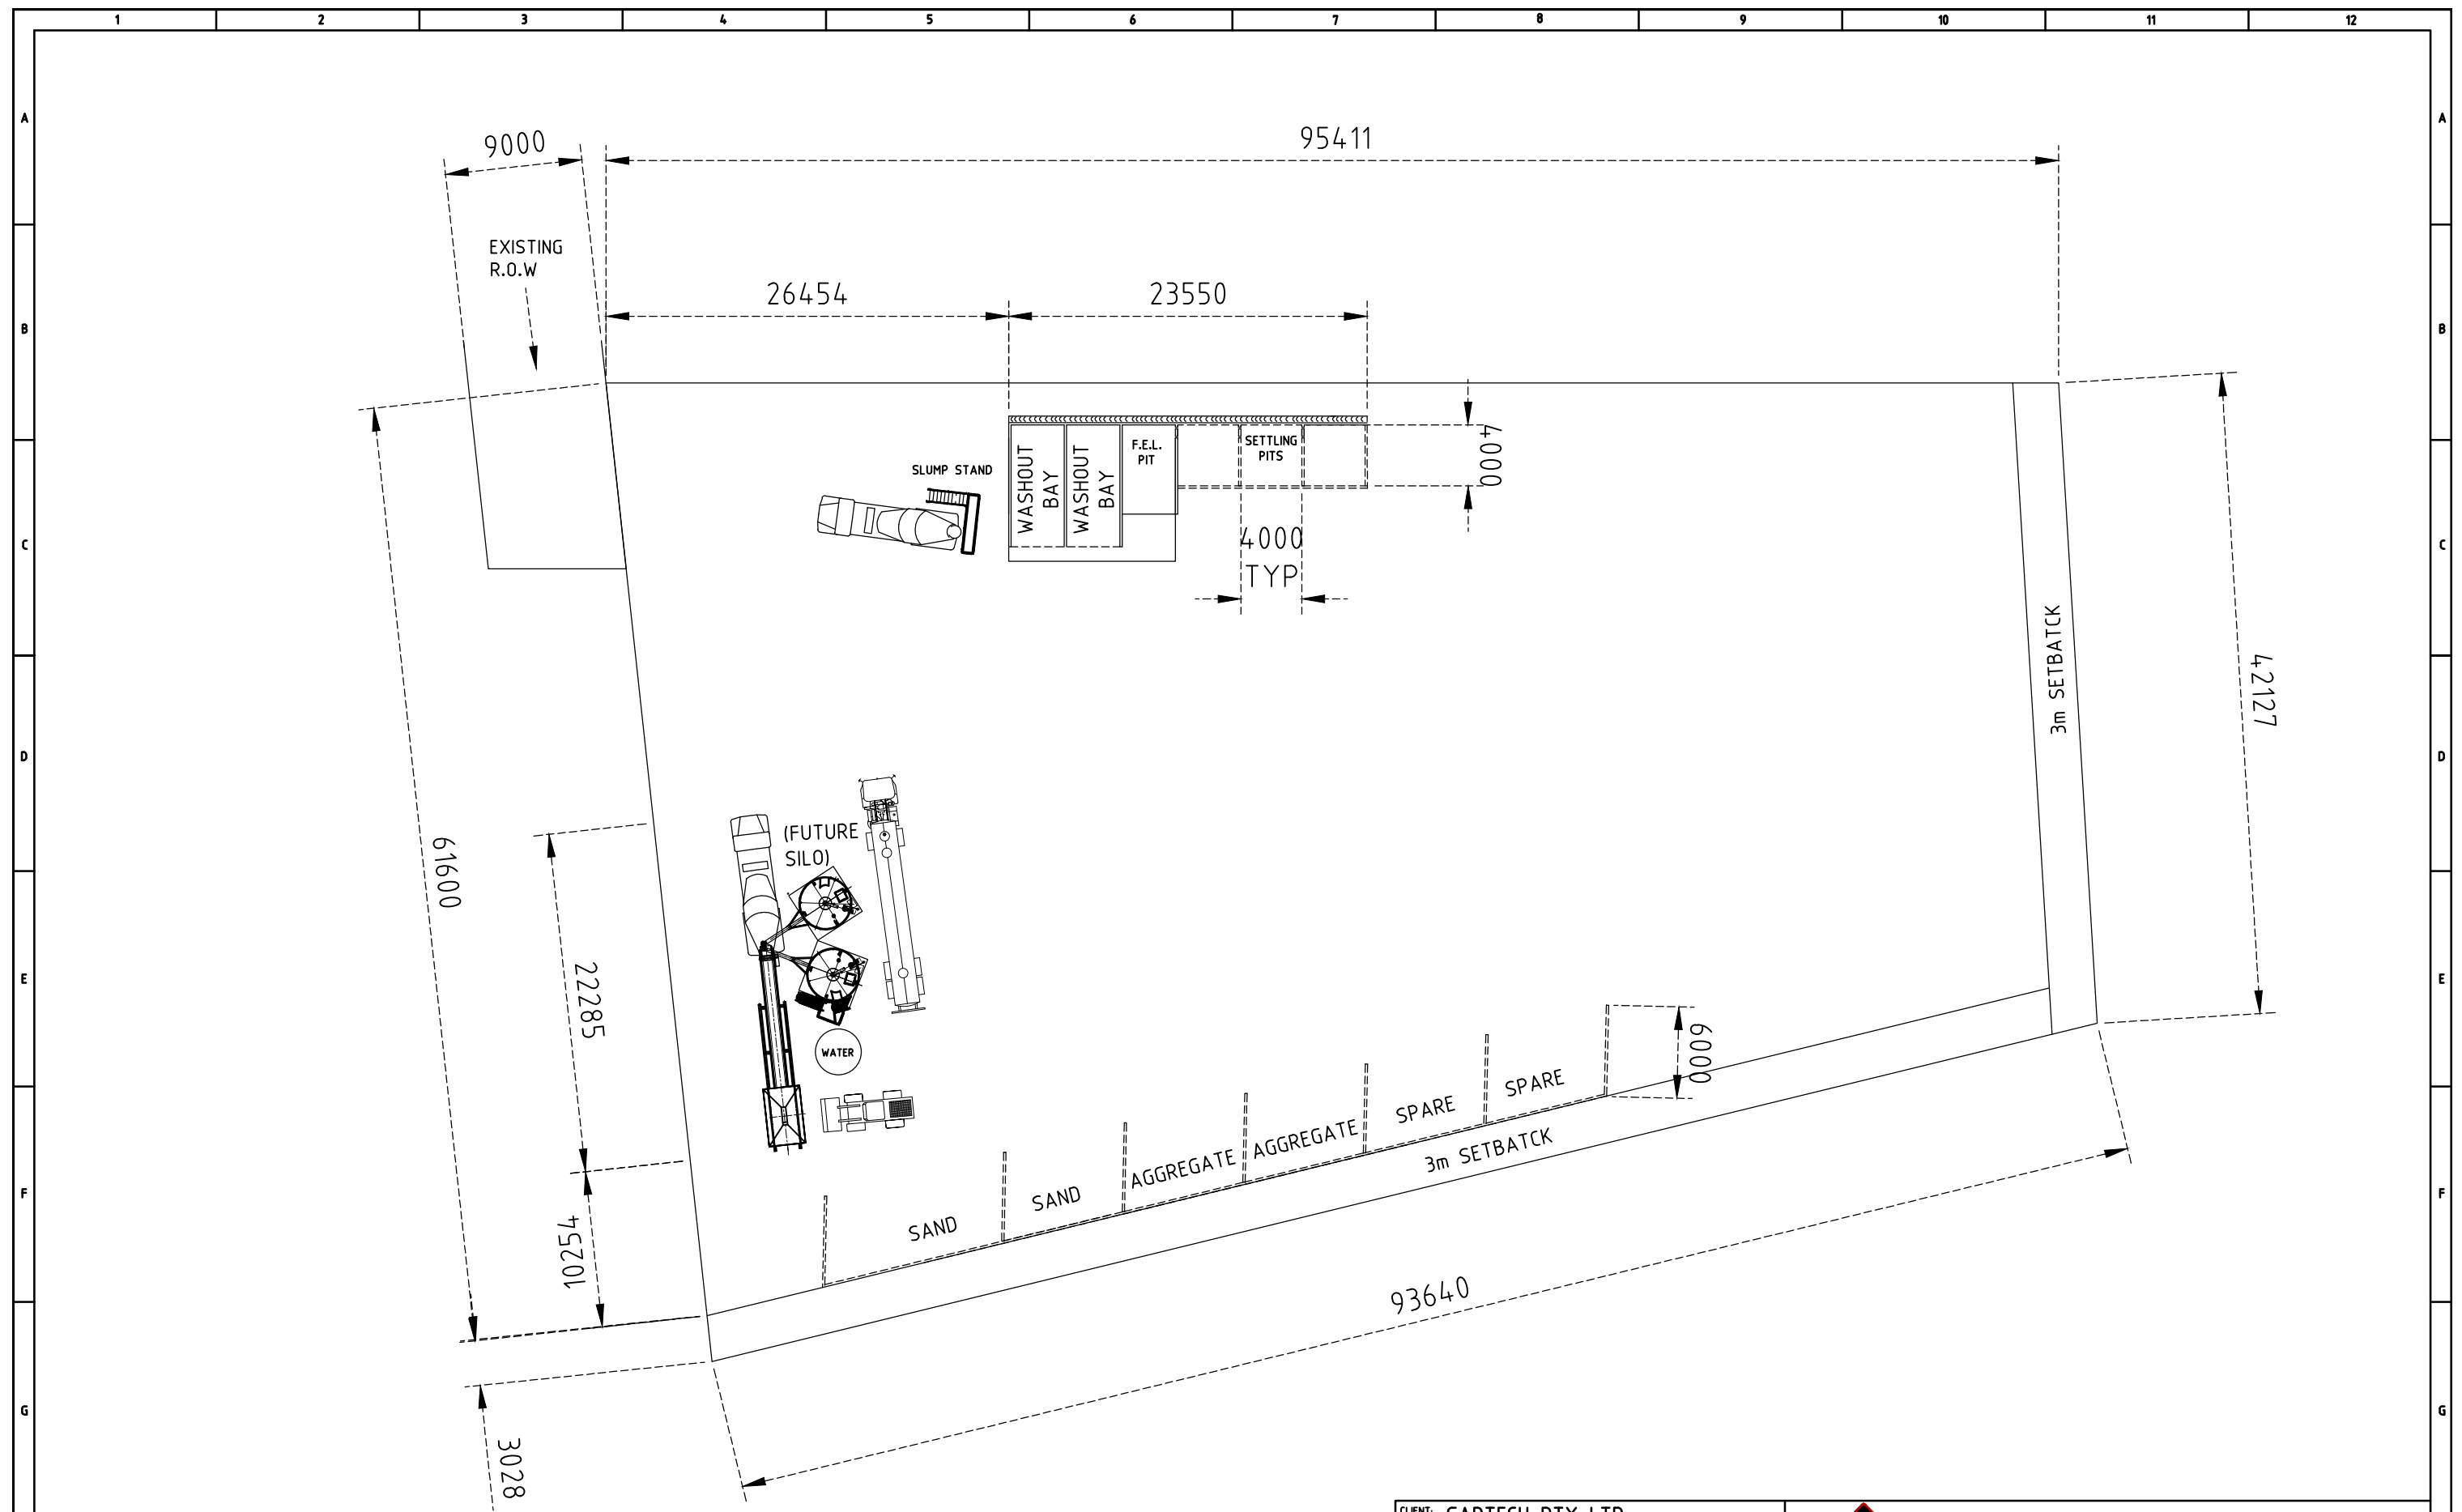 1 2 3 4 5 6 7 8 9 10 11 12
A A
9000
95411
EXISTING
R.O.W
26454
23550
B B
WASHOUT
BAY
WASHOUT
BAY
F.E.L.
PIT
SETTLING
PITS
4000
SLUMP STAND
4000
TYP
C C
3m SETBATCK
42127
D D
(FUTURE
SILO)
61600
22285
E E
WATER
6000
SPARE
SPARE
AGGREGATE
AGGREGATE
SAND
SAND
3m SETBATCK
F F
10254
93640
G G
3028